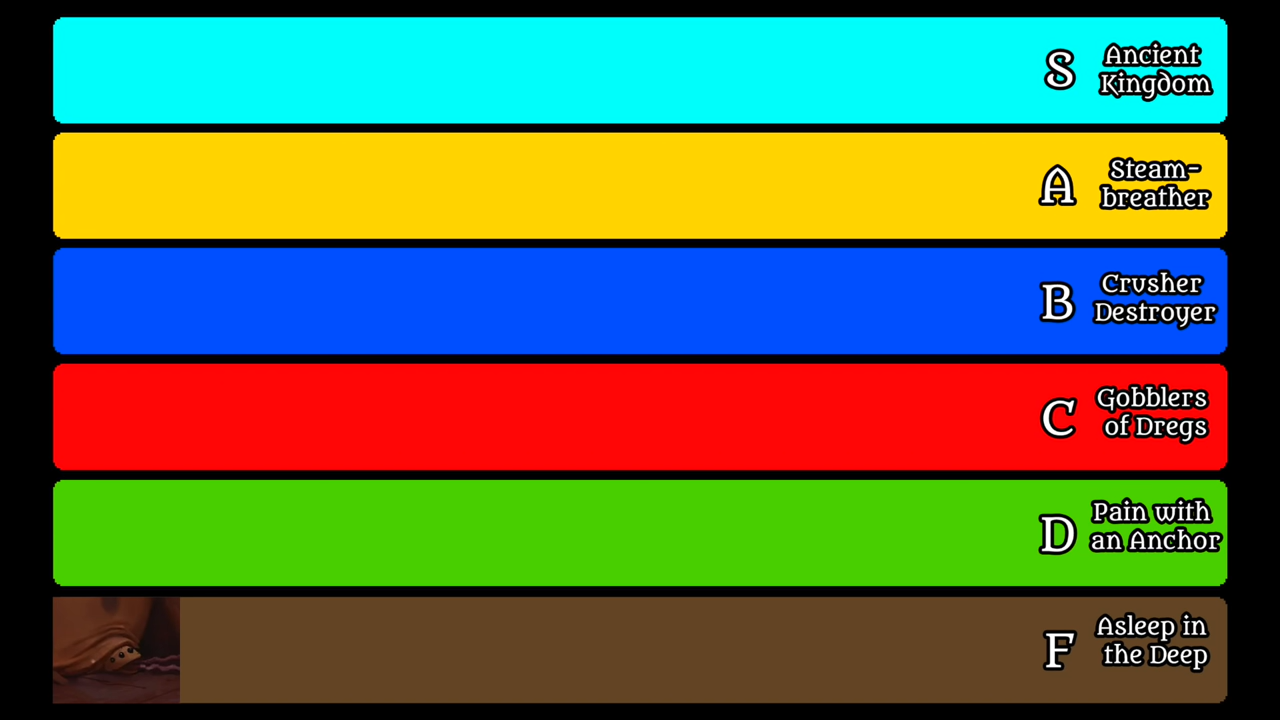 S
Ancient
Kingdom
A
Steam-
breather
B
Crusher
Destroyer
C
Gobblers
of Dregs
D
Pain with
an Anchor
F
Asleep in
the Deep